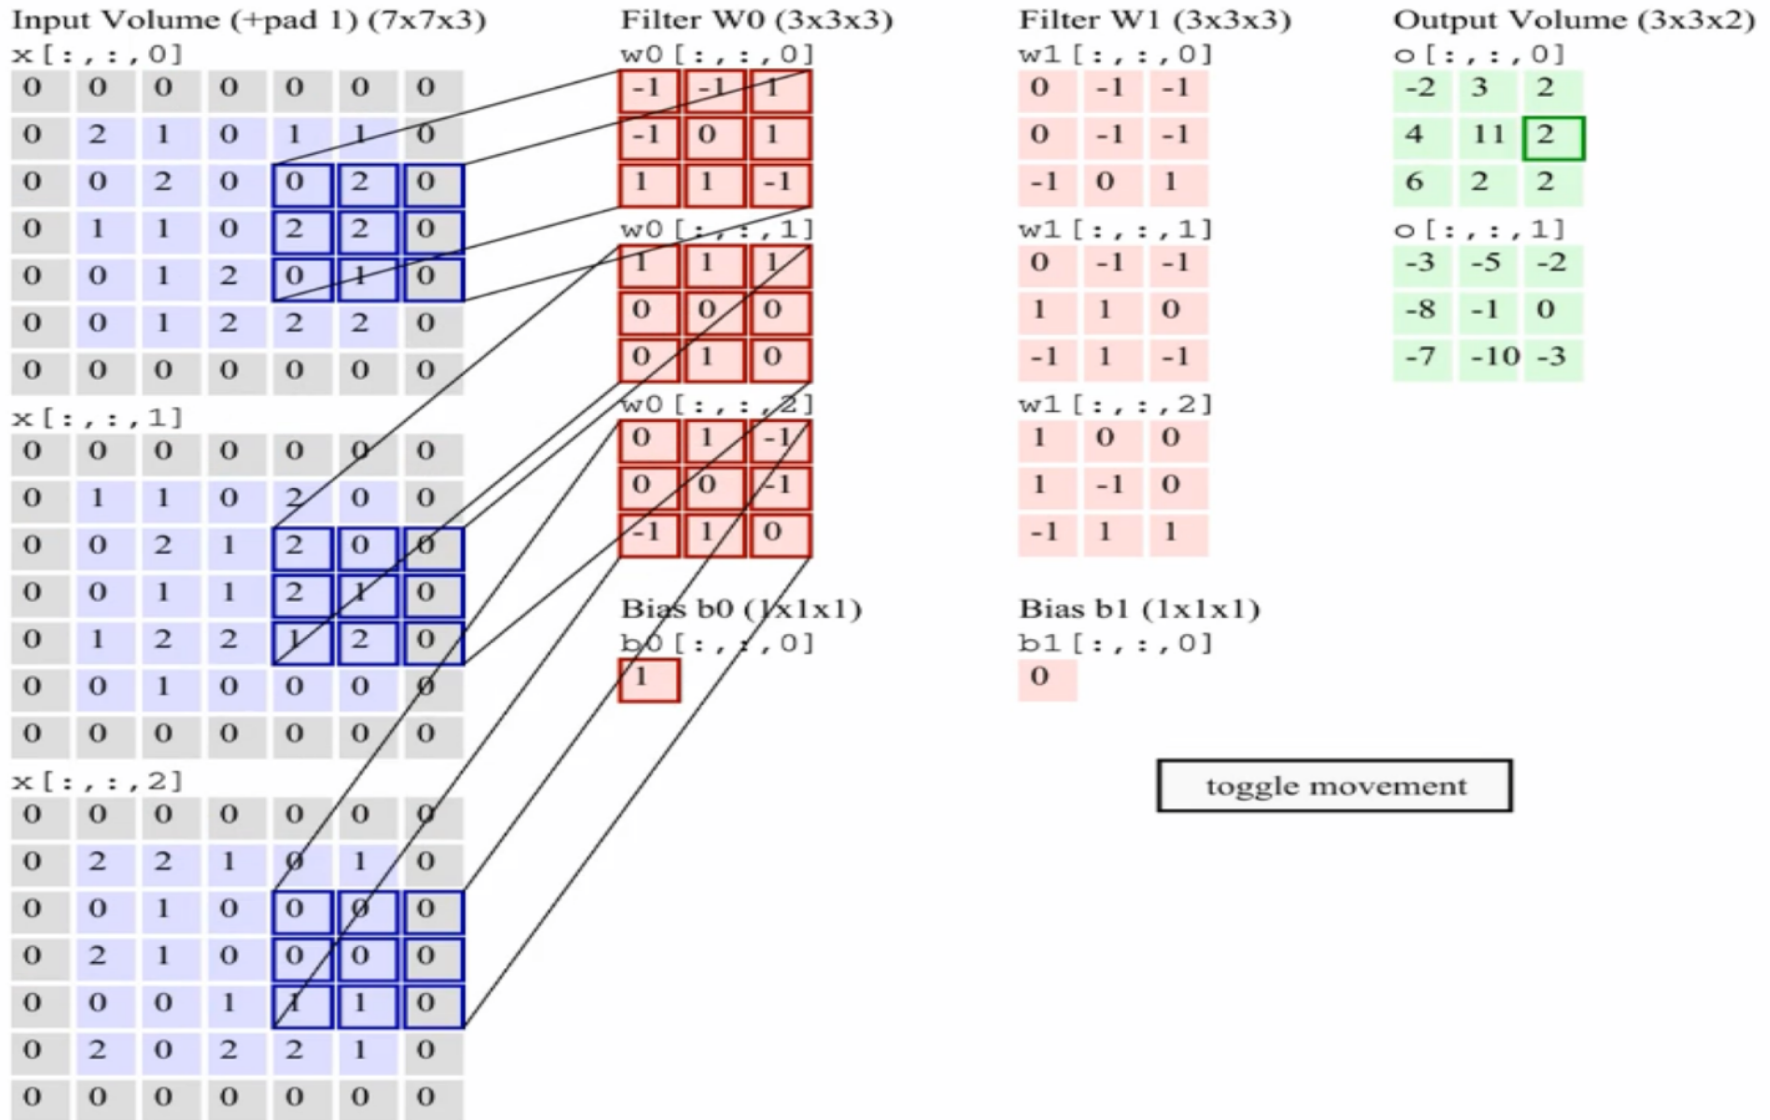 Input Volume (+pad 1) (7x7x3)
x[:,:,0]
0 0 0 0 0 0 0
0 2 1 0 1 1 0
0 0 2 0 0 2 0
0 1 1 0 2 2 0
0 0 1 2 0 1 0
0 0 1 2 2 2 0
0 0 0 0 0 0 0
x[:,:,1]
0 0 0 0 0 0 0
0 1 1 0 2 0 0
0 0 2 1 2 0 0
0 0 1 1 2 1 0
0 1 2 2 1 2 0
0 0 1 0 0 0 0
0 0 0 0 0 0 0
x[:,:,2]
0 0 0 0 0 0 0
0 2 2 1 0 1 0
0 0 1 0 0 0 0
0 2 1 0 0 0 0
0 0 0 1 1 1 0
0 2 0 2 2 1 0
0 0 0 0 0 0 0
Filter W0 (3x3x3)
w0[:,:,0]
-1 -1 1
-1 0 1
1 1 -1
w0[:,:,1]
1 1 1
0 0 0
0 1 0
w0[:,:,2]
0 1 -1
0 0 -1
-1 1 0
Bias b0 (1x1x1)
b0[:,:,0]
1
Filter W1 (3x3x3)
w1[:,:,0]
0 -1 -1
0 -1 -1
-1 0 1
w1[:,:,1]
0 -1 -1
1 1 0
-1 1 -1
w1[:,:,2]
1 0 0
1 -1 0
-1 1 1
Bias b1 (1x1x1)
b1[:,:,0]
0
Output Volume (3x3x2)
o[:,:,0]
-2 3 2
4 11 2
6 2 2
o[:,:,1]
-3 -5 -2
-8 -1 0
-7 -10 -3
toggle movement